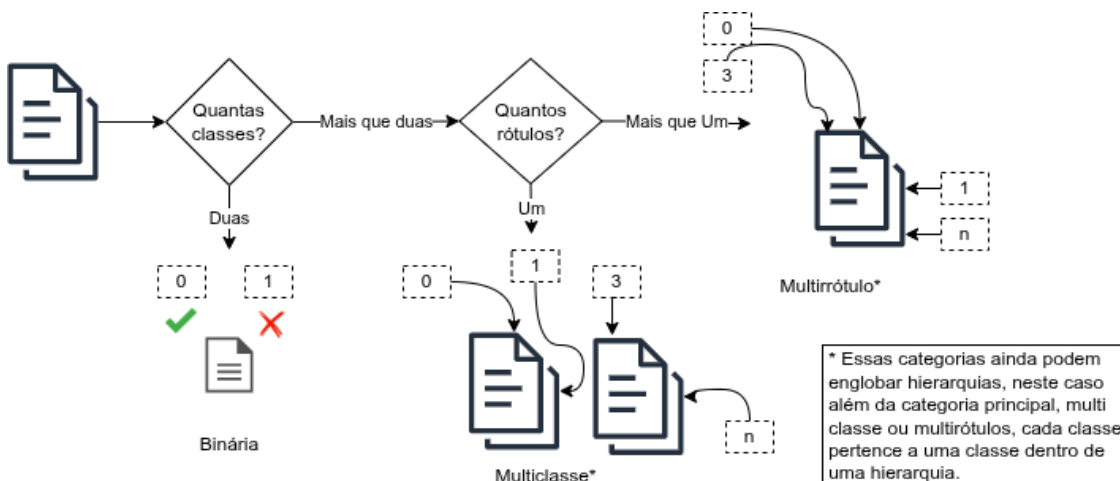 Quantas
classes?
Mais que duas
Quantos
rótulos?
Mais que Um
0
3
1
n
Multirrótulo*
Duas
0
1
Binária
Um
0
1
3
n
Multiclasse*
* Essas categorias ainda podem
englobar hierarquias, neste caso
além da categoria principal, multi
classe ou multirótulos, cada classe
pertence a uma classe dentro de
uma hierarquia.